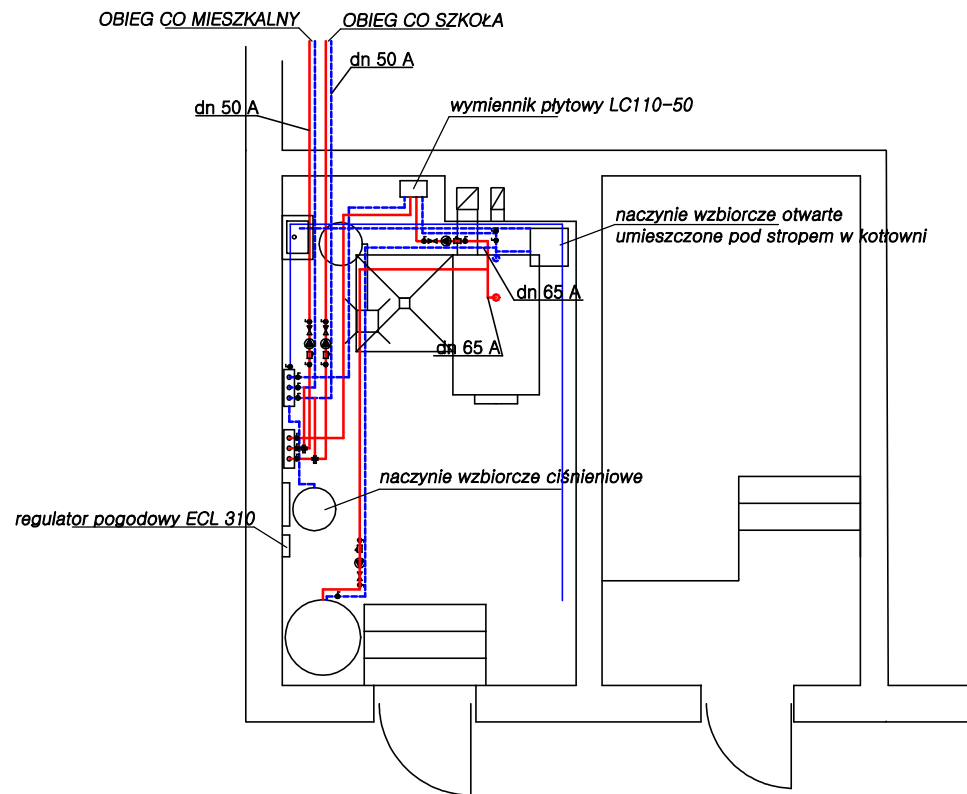 OBIEG CO MIESZKALNY
OBIEG CO SZKOŁA
dn 50 A
dn 50 A
wymiennik płytowy LC110-50
naczynie wzbiorcze otwarte
umieszczone pod stropem w kotłowni
dn 65 A
dn 65 A
naczynie wzbiorcze ciśnieniowe
regulator pogodowy ECL 310